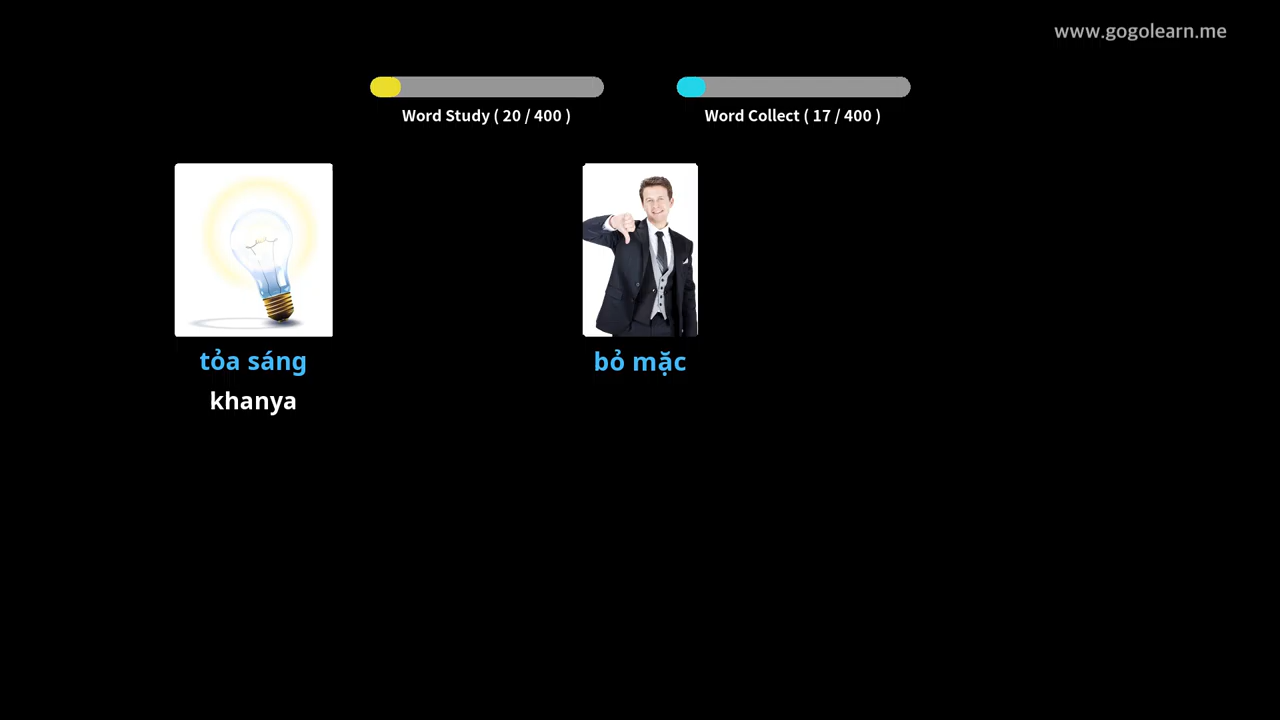 www.gogolearn.me
Word Study ( 20 / 400 )
Word Collect ( 17 / 400 )
tỏa sáng
bỏ mặc
khanya